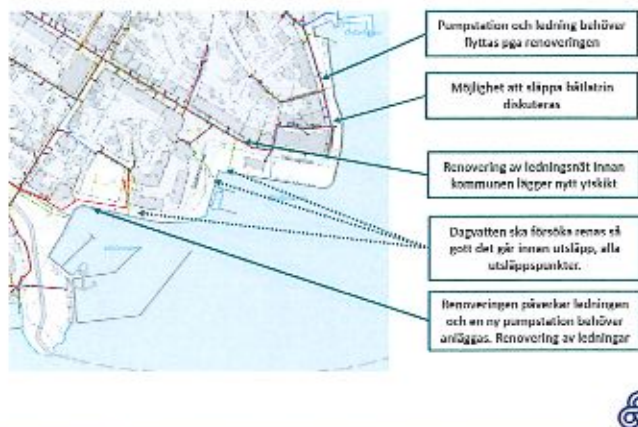 Pumpstation och ledning behöver
flyttas pga renoveringen
Möjlighet att släppa båtlatrin
diskuteras
Renovering av ledningsnät innan
kommunen lägger nytt ytskikt
Dagvatten ska försöka renas så
gott det går innan utsläpp, alla
utsläppspunkter.
Renoveringen påverkar ledningen
och en ny pumpstation behöver
anläggas. Renovering av ledningar